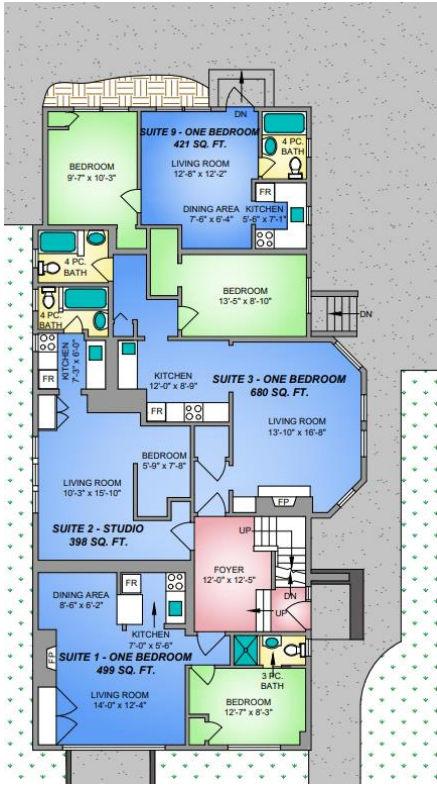 DN
SUITE 9 - ONE BEDROOM
421 SQ. FT.
4 PC.
BATH
BEDROOM
9'-7" x 10'-3"
LIVING ROOM
12'-8" x 12'-2"
FR
DINING AREA
7'-6" x 6'-4"
KITCHEN
5'-6" x 7'-1"
4 PC.
BATH
BEDROOM
13'-5" x 8'-10"
4 PC.
BATH
DN
KITCHEN
7'-3" x 6'-0"
FR
KITCHEN
12'-0" x 8'-9"
SUITE 3 - ONE BEDROOM
680 SQ. FT.
FR
LIVING ROOM
13'-10" x 16'-8"
BEDROOM
5'-9" x 7'-8"
LIVING ROOM
10'-3" x 15'-10"
FP
SUITE 2 - STUDIO
398 SQ. FT.
UP
FOYER
12'-0" x 12'-5"
DN
UP
DINING AREA
8'-6" x 6'-2"
FR
KITCHEN
7'-0" x 5'-6"
FP
SUITE 1 - ONE BEDROOM
499 SQ. FT.
3 PC.
BATH
LIVING ROOM
14'-0" x 12'-4"
BEDROOM
12'-7" x 8'-3"